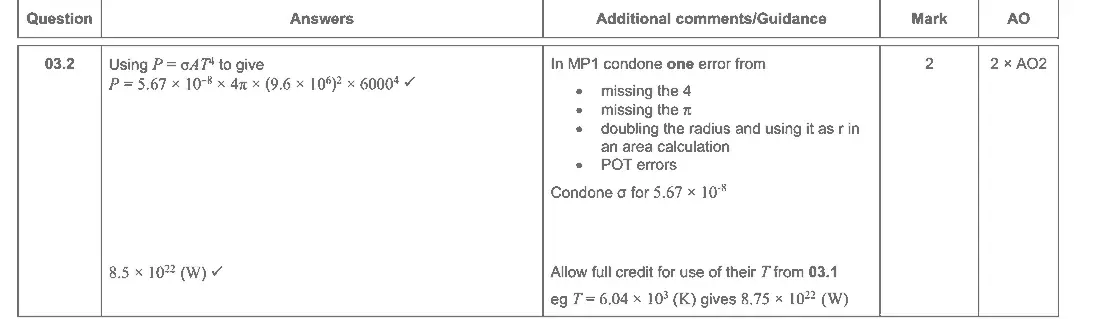 Question Answers Additional comments/Guidance Mark AO
03.2 Using P = σAT⁴ to give In MP1 condone one error from 2 2 × AO2
P = 5.67 × 10⁻⁸ × 4π × (9.6 × 10⁶)² × 6000⁴ ✓
• missing the 4
• missing the π
• doubling the radius and using it as r in
an area calculation
• POT errors
Condone σ for 5.67 × 10⁻⁸
8.5 × 10²² (W) ✓ Allow full credit for use of their T from 03.1
eg T = 6.04 × 10³ (K) gives 8.75 × 10²² (W)